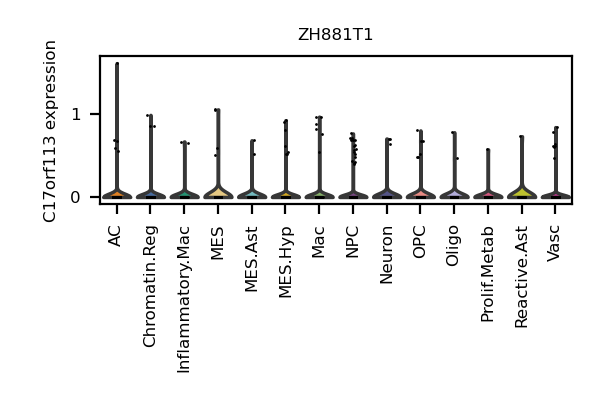 ZH881T1
C17orf113 expression
1
0
AC
Chromatin.Reg
Inflammatory.Mac
MES
MES.Ast
MES.Hyp
Mac
NPC
Neuron
OPC
Oligo
Prolif.Metab
Reactive.Ast
Vasc